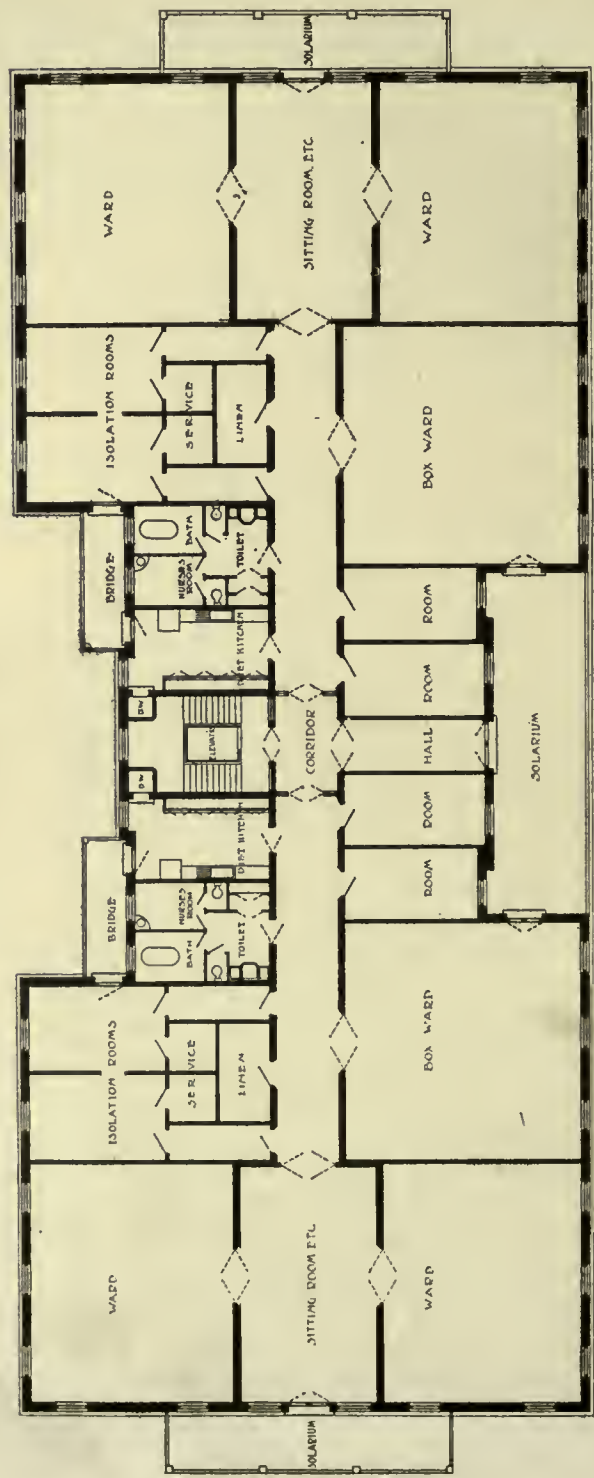 SOLARIUM
WARD
SITTING ROOM ETC
WARD
ISOLATION ROOMS
SERVICE
LINEN
BOX WARD
BRIDGE
BATH
NURSES ROOM
TOILET
DIET KITCHEN
DW
ELEVATOR
DW
CORRIDOR
ROOM
ROOM
HALL
ROOM
ROOM
SOLARIUM
DIET KITCHEN
BRIDGE
NURSES ROOM
BATH
TOILET
ISOLATION ROOMS
SERVICE
LINEN
BOX WARD
WARD
SITTING ROOM ETC
WARD
SOLARIUM